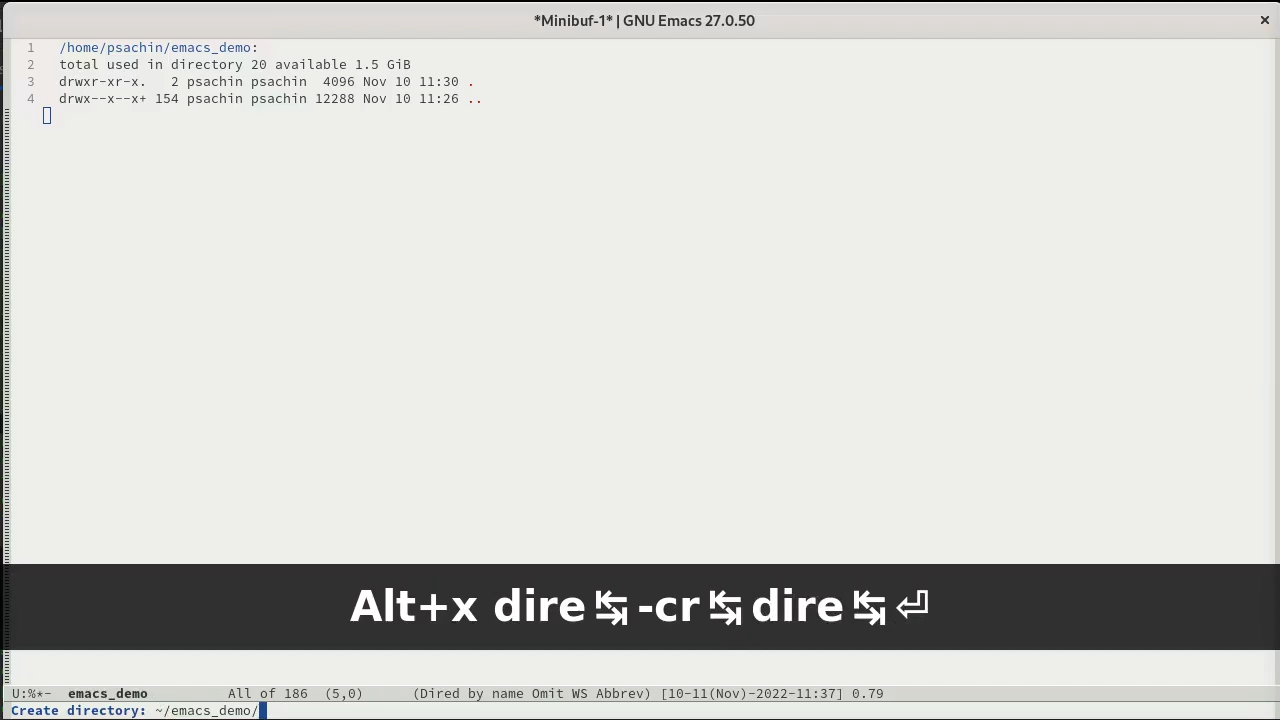 *Minibuf-1* | GNU Emacs 27.0.50 ×
1 /home/psachin/emacs_demo:
2 total used in directory 20 available 1.5 GiB
3 drwxr-xr-x. 2 psachin psachin 4096 Nov 10 11:30 .
4 drwx--x--x+ 154 psachin psachin 12288 Nov 10 11:26 ..
Alt+x dire↹-cr↹dire↹⏎
U:%*- emacs_demo All of 186 (5,0) (Dired by name Omit WS Abbrev) [10-11(Nov)-2022-11:37] 0.79
Create directory: ~/emacs_demo/